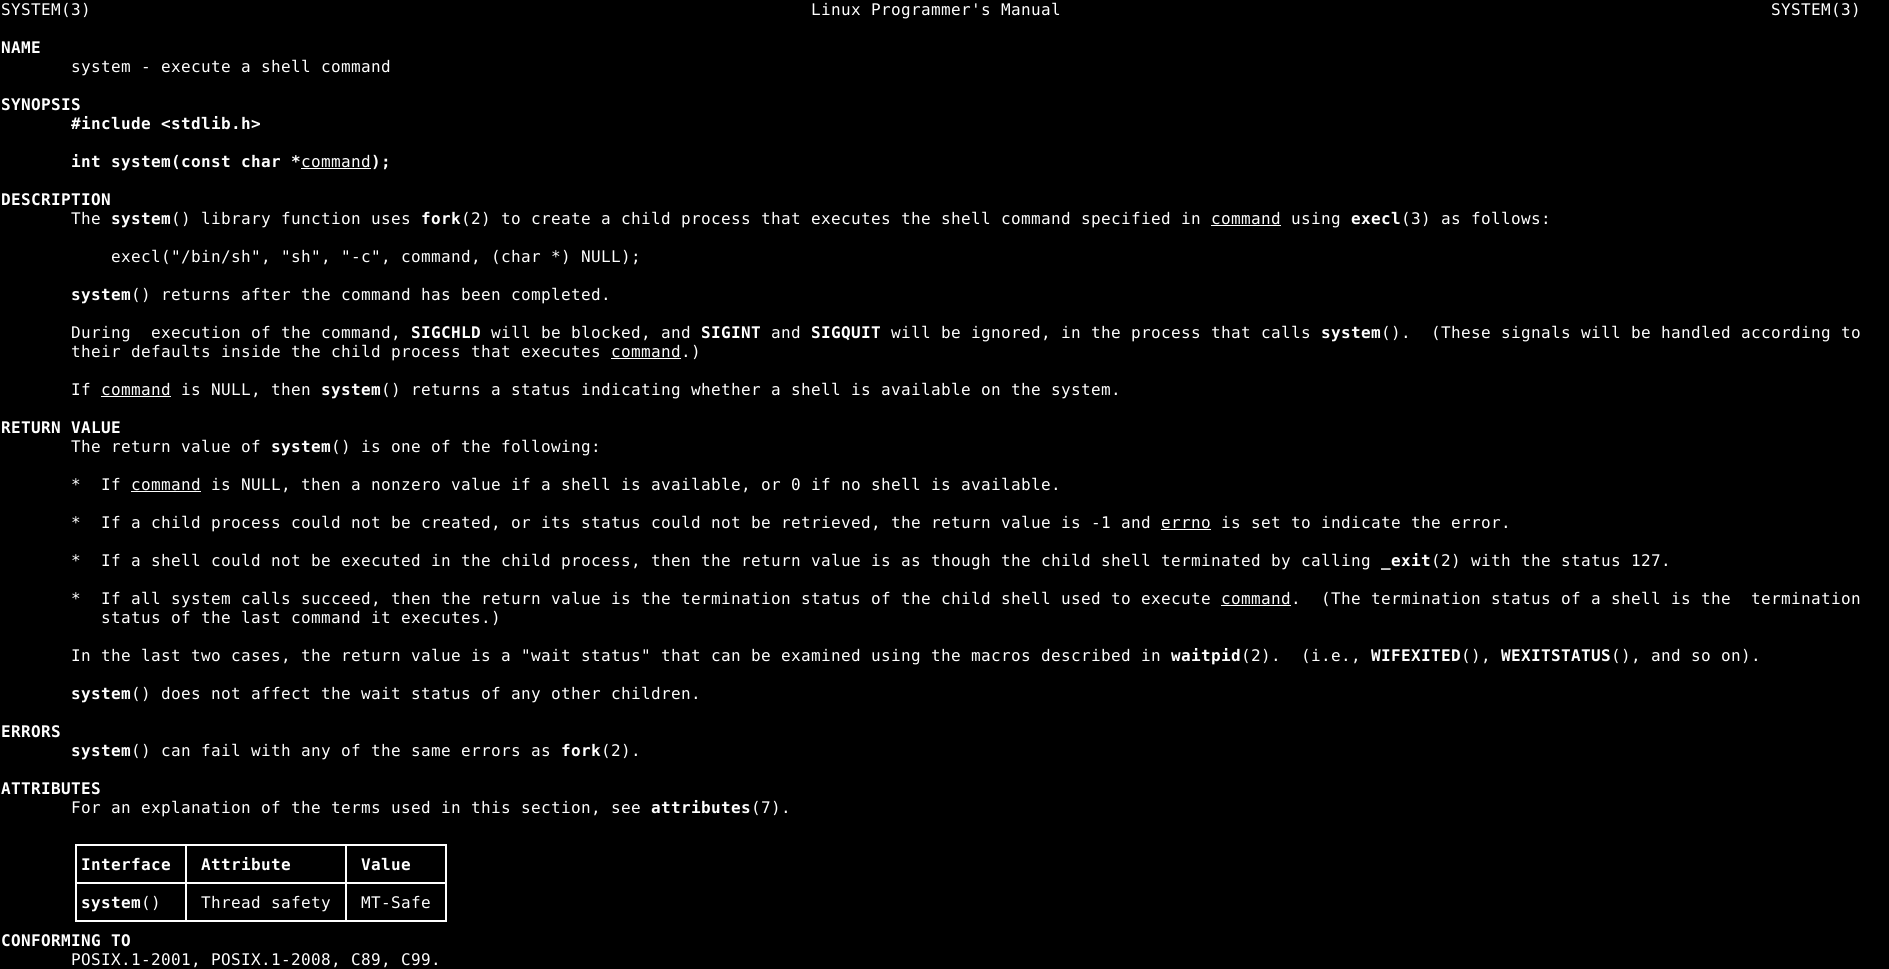 SYSTEM(3) Linux Programmer's Manual SYSTEM(3)
NAME
system - execute a shell command
SYNOPSIS
#include <stdlib.h>
int system(const char *command);
DESCRIPTION
The system() library function uses fork(2) to create a child process that executes the shell command specified in command using execl(3) as follows:
execl("/bin/sh", "sh", "-c", command, (char *) NULL);
system() returns after the command has been completed.
During  execution of the command, SIGCHLD will be blocked, and SIGINT and SIGQUIT will be ignored, in the process that calls system().  (These signals will be handled according to
their defaults inside the child process that executes command.)
If command is NULL, then system() returns a status indicating whether a shell is available on the system.
RETURN VALUE
The return value of system() is one of the following:
*  If command is NULL, then a nonzero value if a shell is available, or 0 if no shell is available.
*  If a child process could not be created, or its status could not be retrieved, the return value is -1 and errno is set to indicate the error.
*  If a shell could not be executed in the child process, then the return value is as though the child shell terminated by calling _exit(2) with the status 127.
*  If all system calls succeed, then the return value is the termination status of the child shell used to execute command.  (The termination status of a shell is the  termination
status of the last command it executes.)
In the last two cases, the return value is a "wait status" that can be examined using the macros described in waitpid(2).  (i.e., WIFEXITED(), WEXITSTATUS(), and so on).
system() does not affect the wait status of any other children.
ERRORS
system() can fail with any of the same errors as fork(2).
ATTRIBUTES
For an explanation of the terms used in this section, see attributes(7).
Interface Attribute Value
system() Thread safety MT-Safe
CONFORMING TO
POSIX.1-2001, POSIX.1-2008, C89, C99.